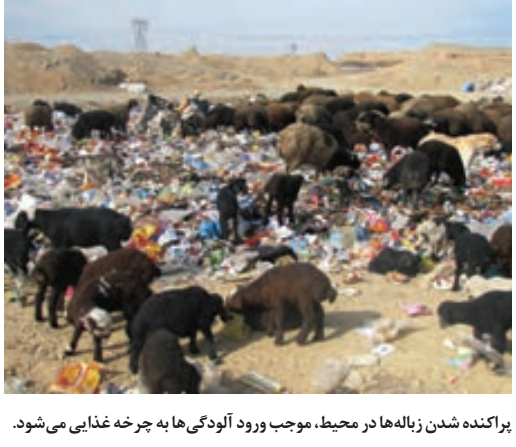 پراکنده شدن زباله‌ها در محیط، موجب ورود آلودگی‌ها به چرخه غذایی می‌شود.